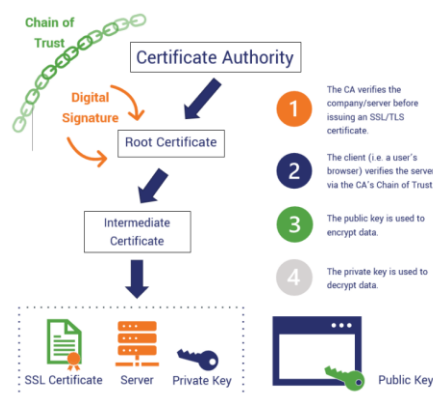 Chain of
Trust
Certificate Authority
Digital
Signature
Root Certificate
Intermediate
Certificate
SSL Certificate
Server
Private Key
1
The CA verifies the
company/server before
issuing an SSL/TLS
certificate.
2
The client (i.e. a user's
browser) verifies the server
via the CA's Chain of Trust
3
The public key is used to
encrypt data.
4
The private key is used to
decrypt data.
Public Key